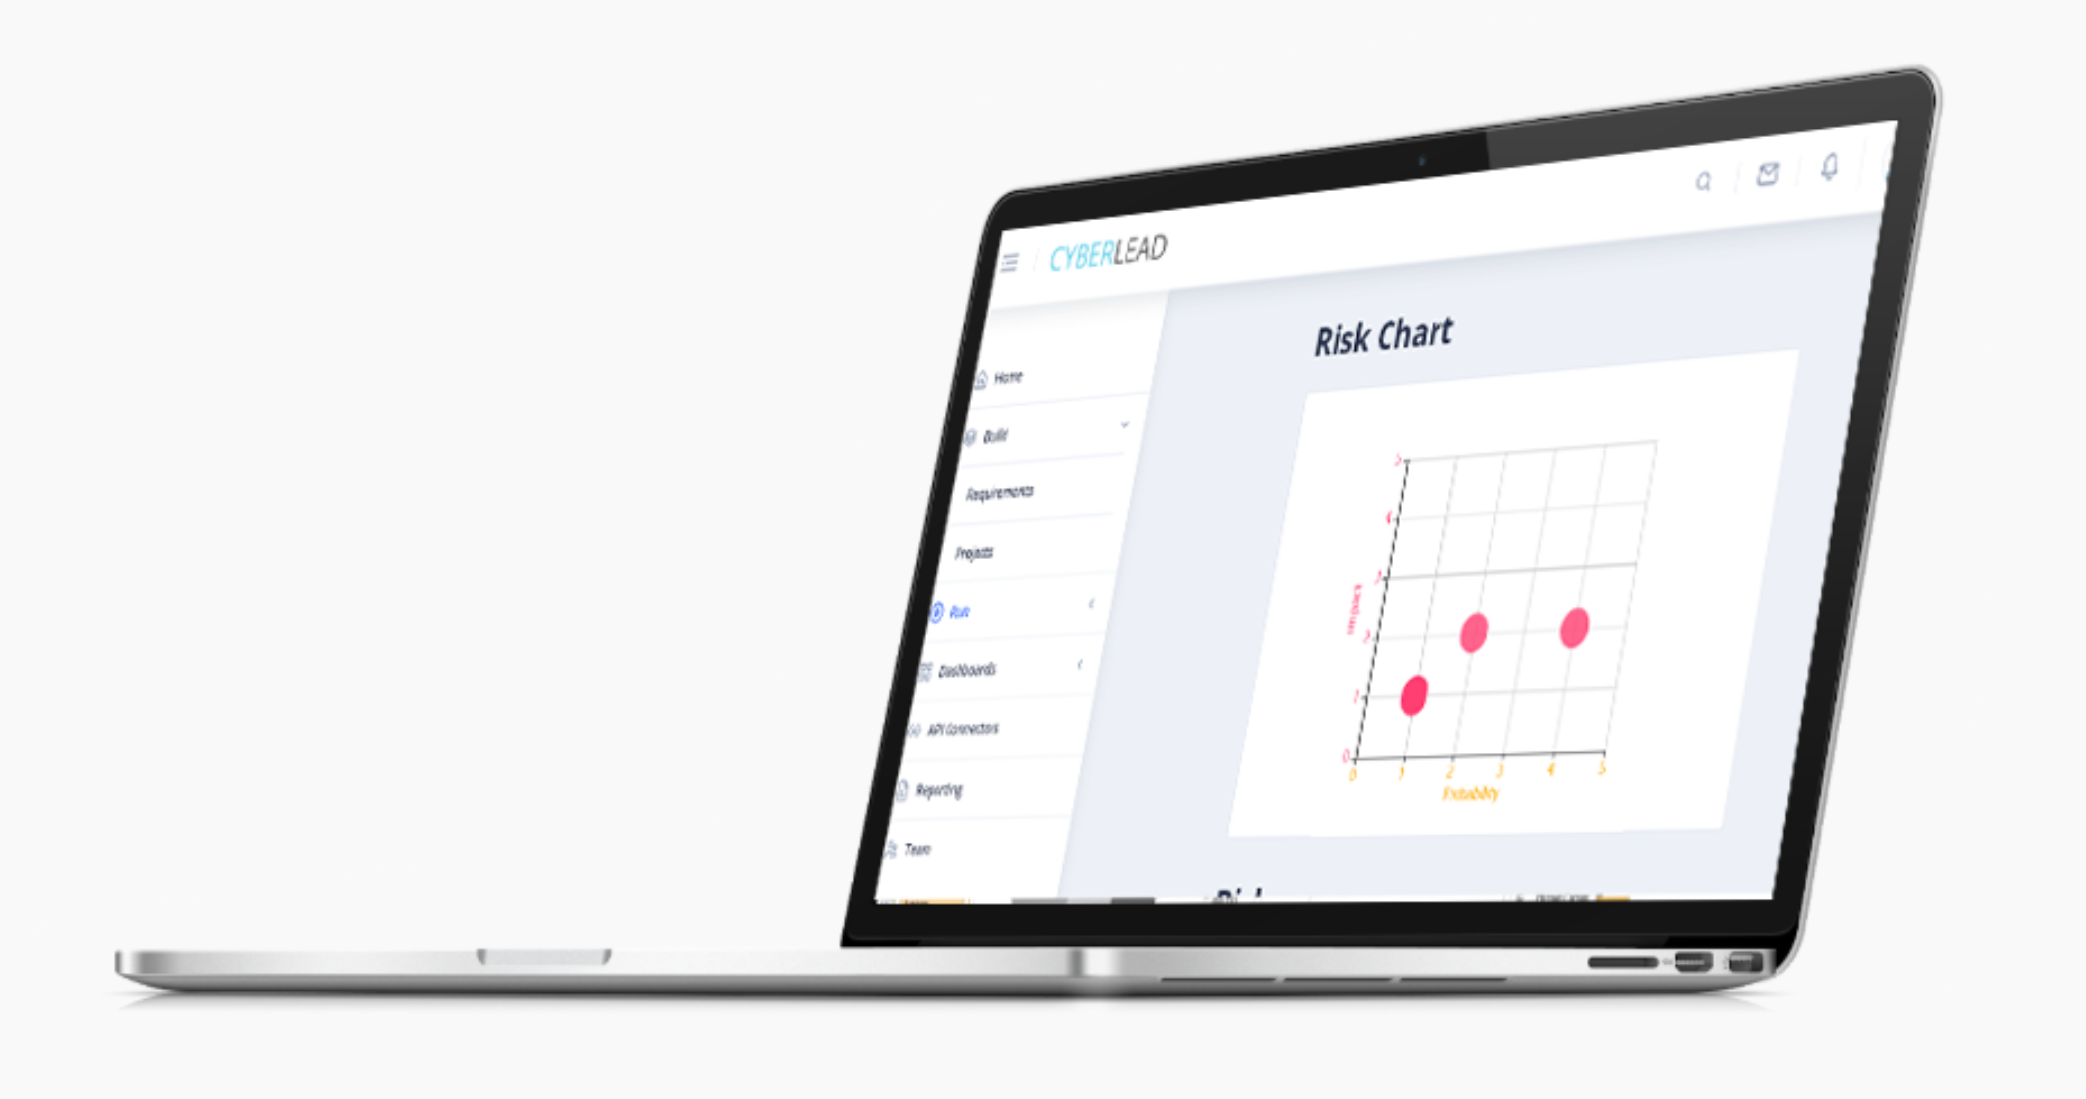 CYBERLEAD
Risk Chart
Home
Build
Requirements
Projects
Run
Dashboards
API Connectors
Reporting
Team
5
4
3
2
1
0
Impact
0 1 2 3 4 5
Probability